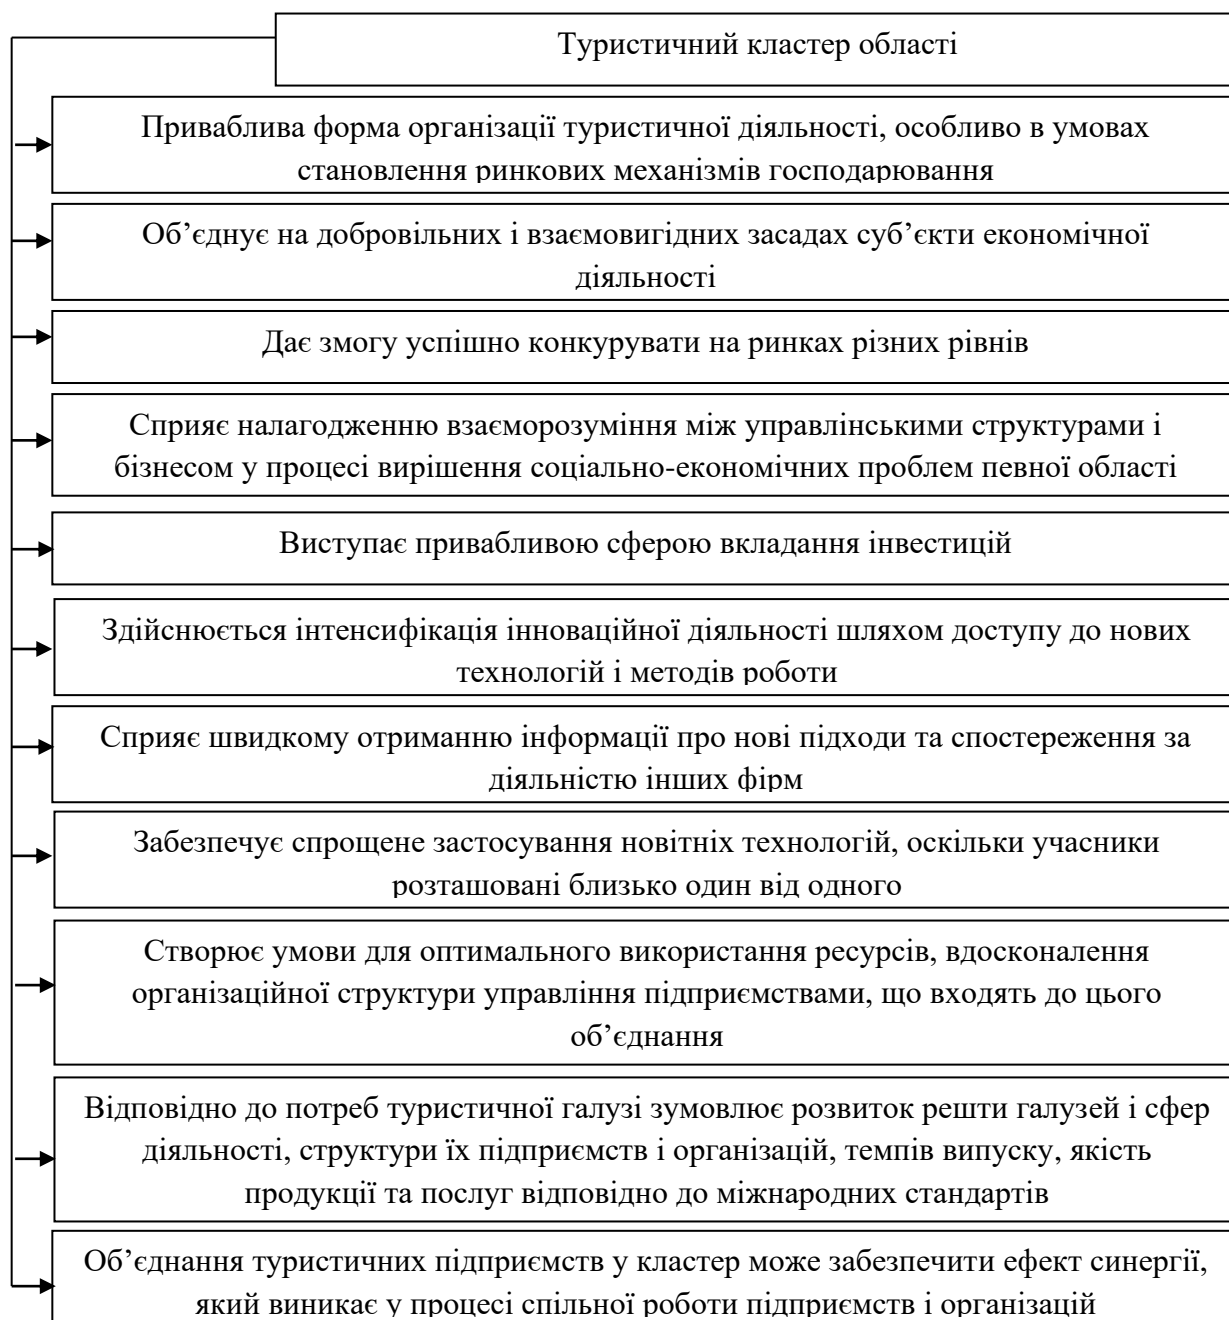 Туристичний кластер області
Приваблива форма організації туристичної діяльності, особливо в умовах
становлення ринкових механізмів господарювання
Об’єднує на добровільних і взаємовигідних засадах суб’єкти економічної
діяльності
Дає змогу успішно конкурувати на ринках різних рівнів
Сприяє налагодженню взаєморозуміння між управлінськими структурами і
бізнесом у процесі вирішення соціально-економічних проблем певної області
Виступає привабливою сферою вкладання інвестицій
Здійснюється інтенсифікація інноваційної діяльності шляхом доступу до нових
технологій і методів роботи
Сприяє швидкому отриманню інформації про нові підходи та спостереження за
діяльністю інших фірм
Забезпечує спрощене застосування новітніх технологій, оскільки учасники
розташовані близько один від одного
Створює умови для оптимального використання ресурсів, вдосконалення
організаційної структури управління підприємствами, що входять до цього
об’єднання
Відповідно до потреб туристичної галузі зумовлює розвиток решти галузей і сфер
діяльності, структури їх підприємств і організацій, темпів випуску, якість
продукції та послуг відповідно до міжнародних стандартів
Об’єднання туристичних підприємств у кластер може забезпечити ефект синергії,
який виникає у процесі спільної роботи підприємств і організацій